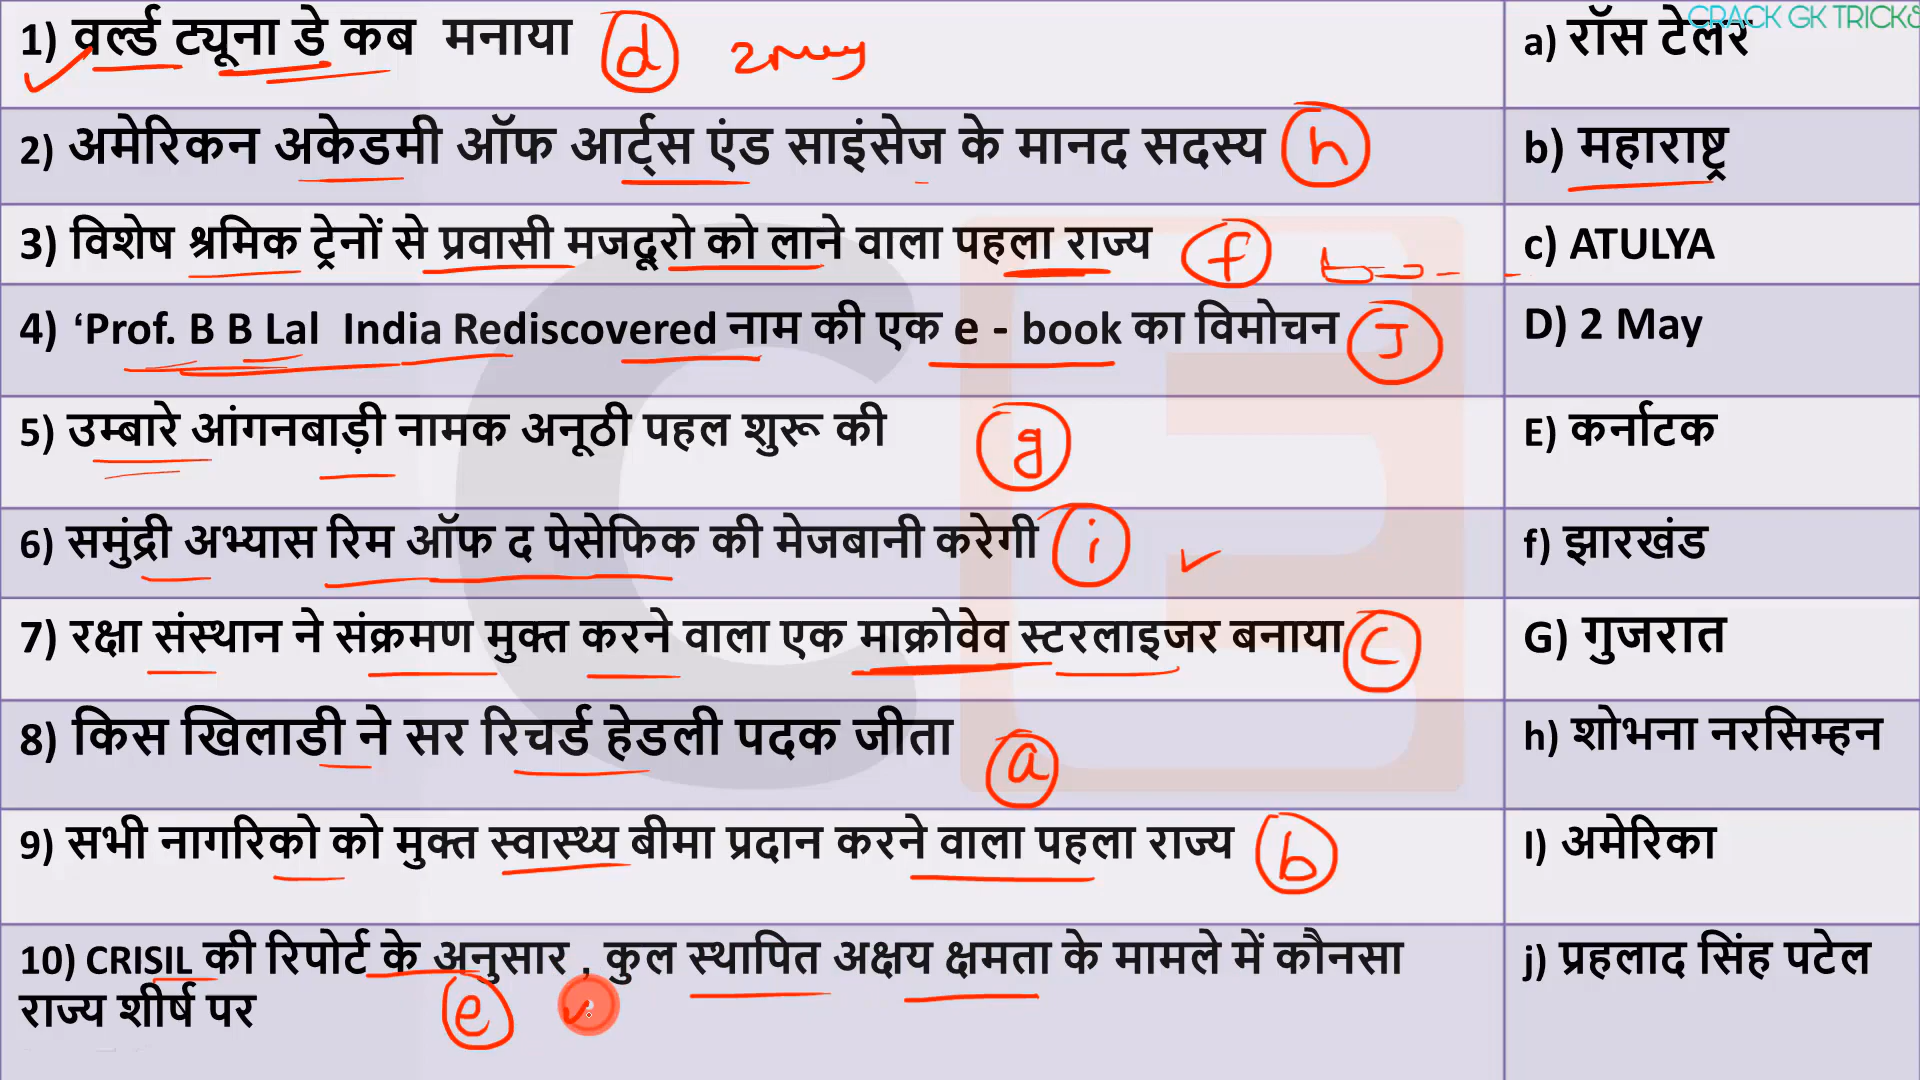 CRACK GK TRICKS
1) वर्ल्ड ट्यूना डे कब मनाया d 2 may
a) रॉस टेलर
2) अमेरिकन अकेडमी ऑफ आर्ट्स एंड साइंसेज के मानद सदस्य h
b) महाराष्ट्र
3) विशेष श्रमिक ट्रेनों से प्रवासी मजदूरो को लाने वाला पहला राज्य f
c) ATULYA
4) ‘Prof. B B Lal India Rediscovered नाम की एक e - book का विमोचन J
D) 2 May
5) उम्बारे आंगनबाड़ी नामक अनूठी पहल शुरू की g
E) कर्नाटक
6) समुंद्री अभ्यास रिम ऑफ द पेसेफिक की मेजबानी करेगी i
f) झारखंड
7) रक्षा संस्थान ने संक्रमण मुक्त करने वाला एक माक्रोवेव स्टरलाइजर बनाया C
G) गुजरात
8) किस खिलाडी ने सर रिचर्ड हेडली पदक जीता a
h) शोभना नरसिम्हन
9) सभी नागरिको को मुक्त स्वास्थ्य बीमा प्रदान करने वाला पहला राज्य b
I) अमेरिका
10) CRISIL की रिपोर्ट के अनुसार , कुल स्थापित अक्षय क्षमता के मामले में कौनसा
राज्य शीर्ष पर e
j) प्रहलाद सिंह पटेल